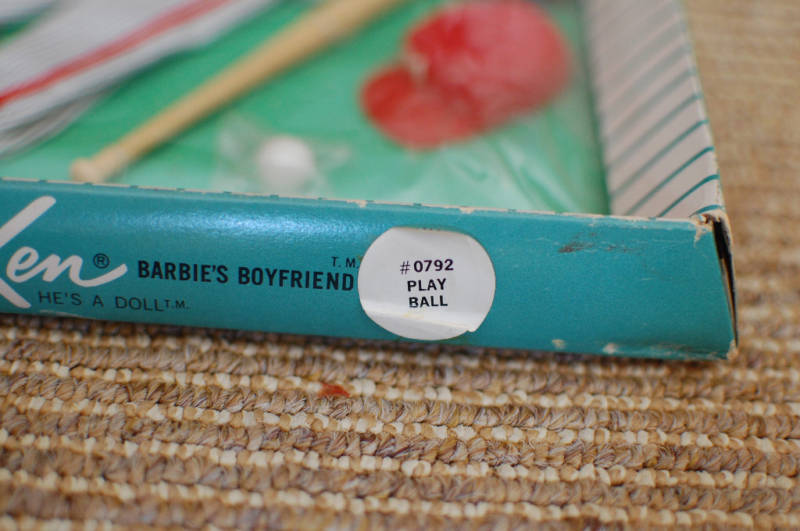 Ken® BARBIE'S BOYFRIEND T.M.
HE'S A DOLL T.M.
#0792
PLAY
BALL